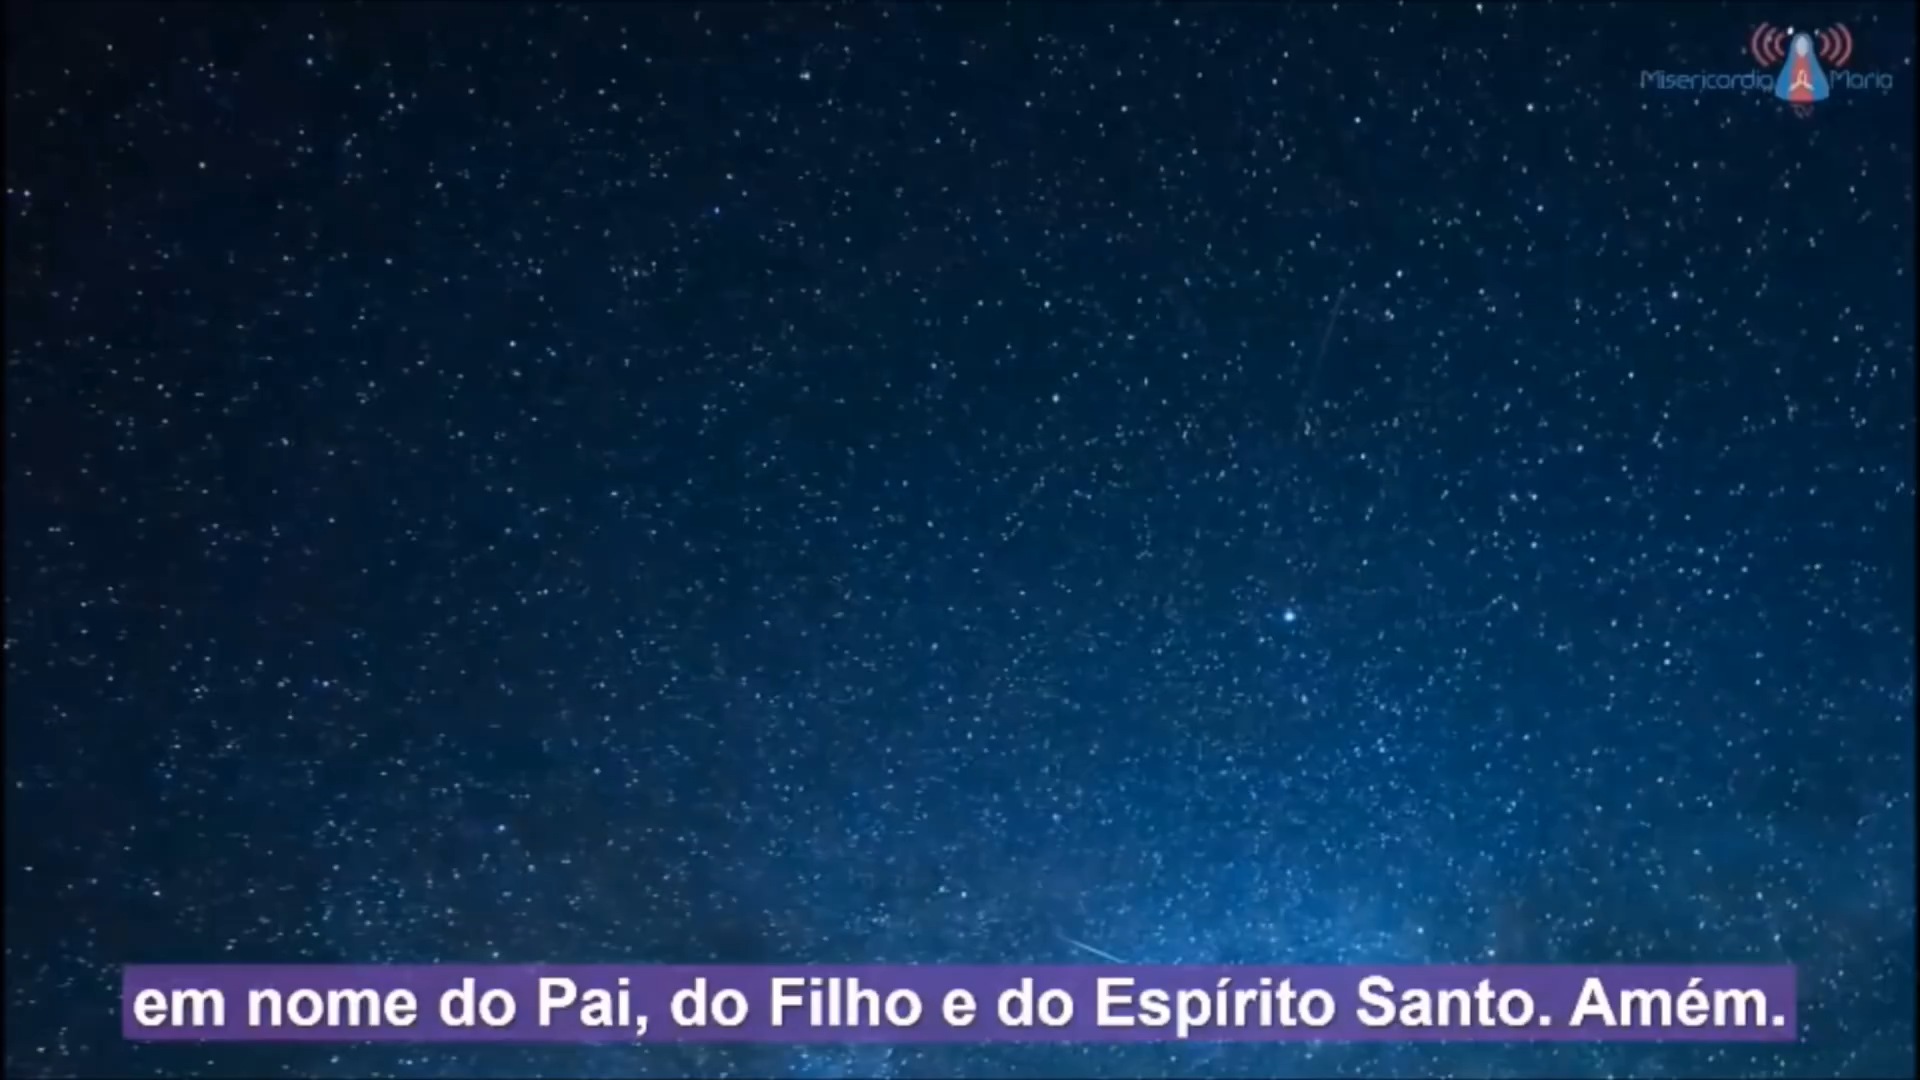 Misericordia Maria
em nome do Pai, do Filho e do Espírito Santo. Amém.